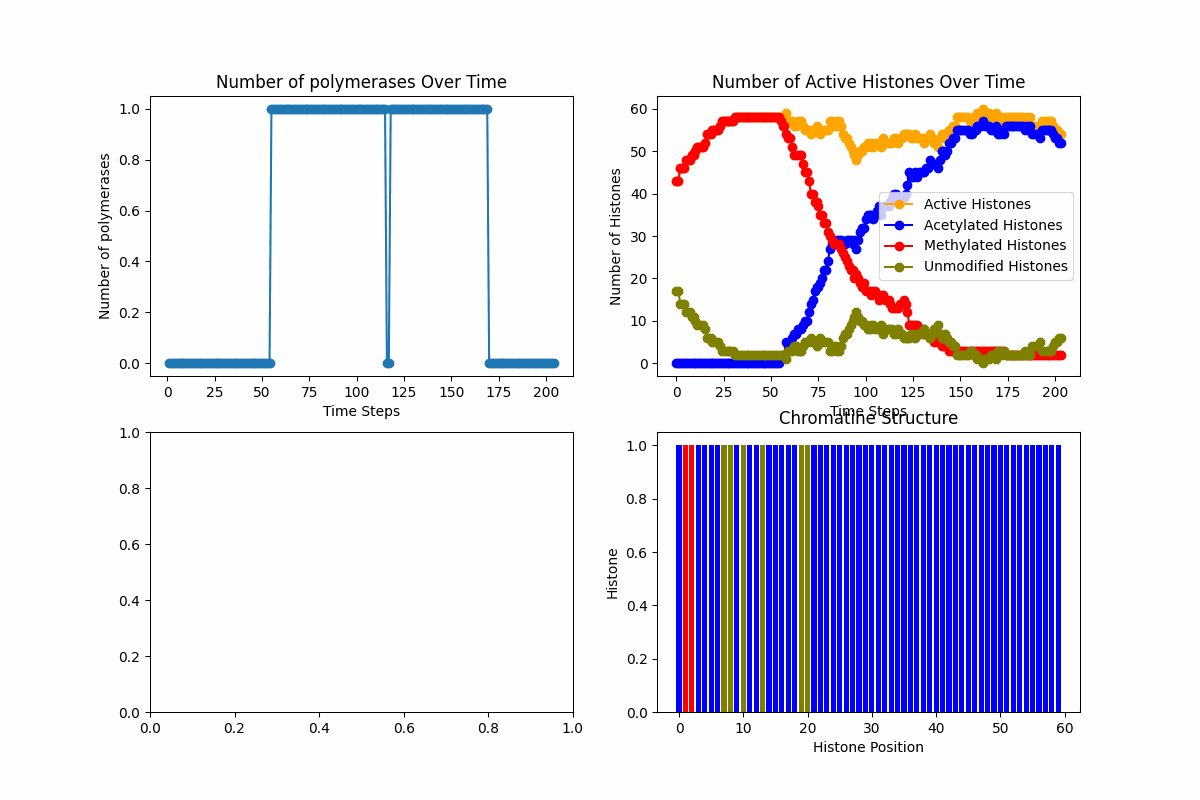 Number of polymerases Over Time
Number of polymerases
1.0
0.8
0.6
0.4
0.2
0.0
0 25 50 75 100 125 150 175 200
Time Steps
Number of Active Histones Over Time
Number of Histones
60
50
40
30
20
10
0
Active Histones
Acetylated Histones
Methylated Histones
Unmodified Histones
0 25 50 75 100 125 150 175 200
Time Steps
1.0
0.8
0.6
0.4
0.2
0.0
0.0 0.2 0.4 0.6 0.8 1.0
Chromatine Structure
Histone
1.0
0.8
0.6
0.4
0.2
0.0
0 10 20 30 40 50 60
Histone Position